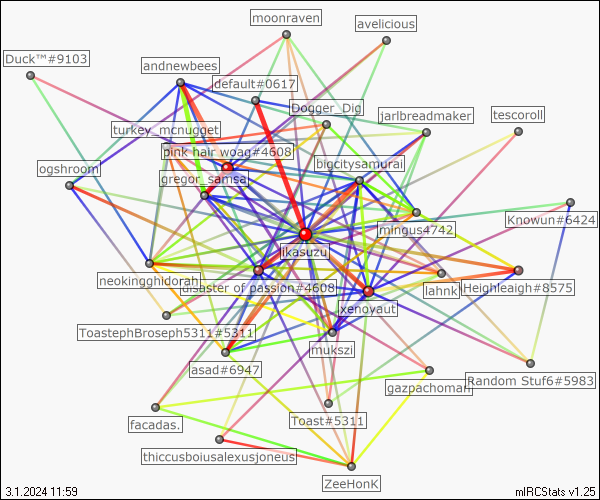 moonraven
avelicious
Duck™#9103
andnewbees
default#0617
Dogger_Dig
jarlbreadmaker
tescoroll
turkey_mcnugget
pink hair woag#4608
bigcitysamurai
ogshroom
gregor_samsa
Knowun#6424
mingus4742
likasuzu
neokingghidorah
disaster of passion#4608
lahnk
Heighleigh#8575
xenoyaut
ToastephBroseph5311#5311
mukszi
asad#6947
gazpachoman
Random Stuf6#5983
facadas.
Toast#5311
thiccusboiusalexusjoneus
ZeeHonK
3.1.2024 11:59
mIRCStats v1.25